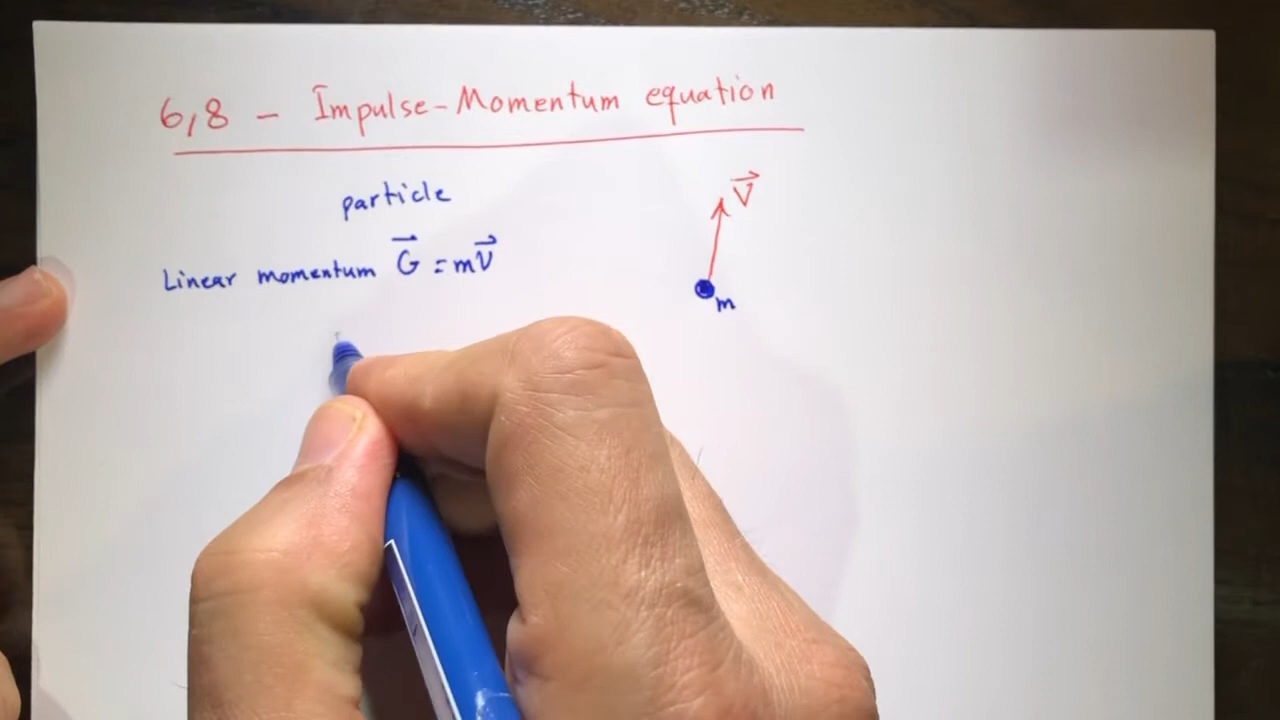 6,8 - Impulse-Momentum equation
particle
Linear momentum G⃗ = mV⃗
V⃗
m